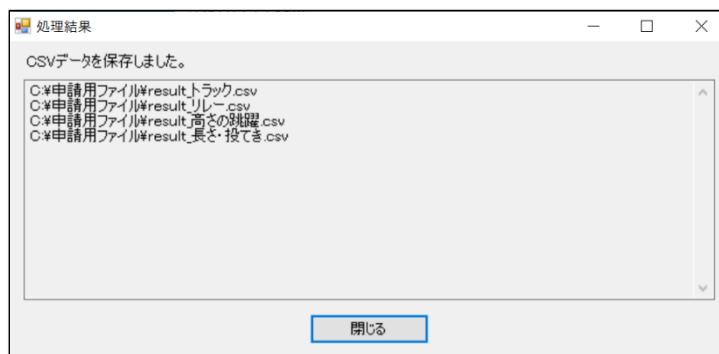 処理結果
CSVデータを保存しました。
C:¥申請用ファイル¥result_トラック.csv
C:¥申請用ファイル¥result_リレー.csv
C:¥申請用ファイル¥result_高さの跳躍.csv
C:¥申請用ファイル¥result_長さ・投てき.csv
閉じる